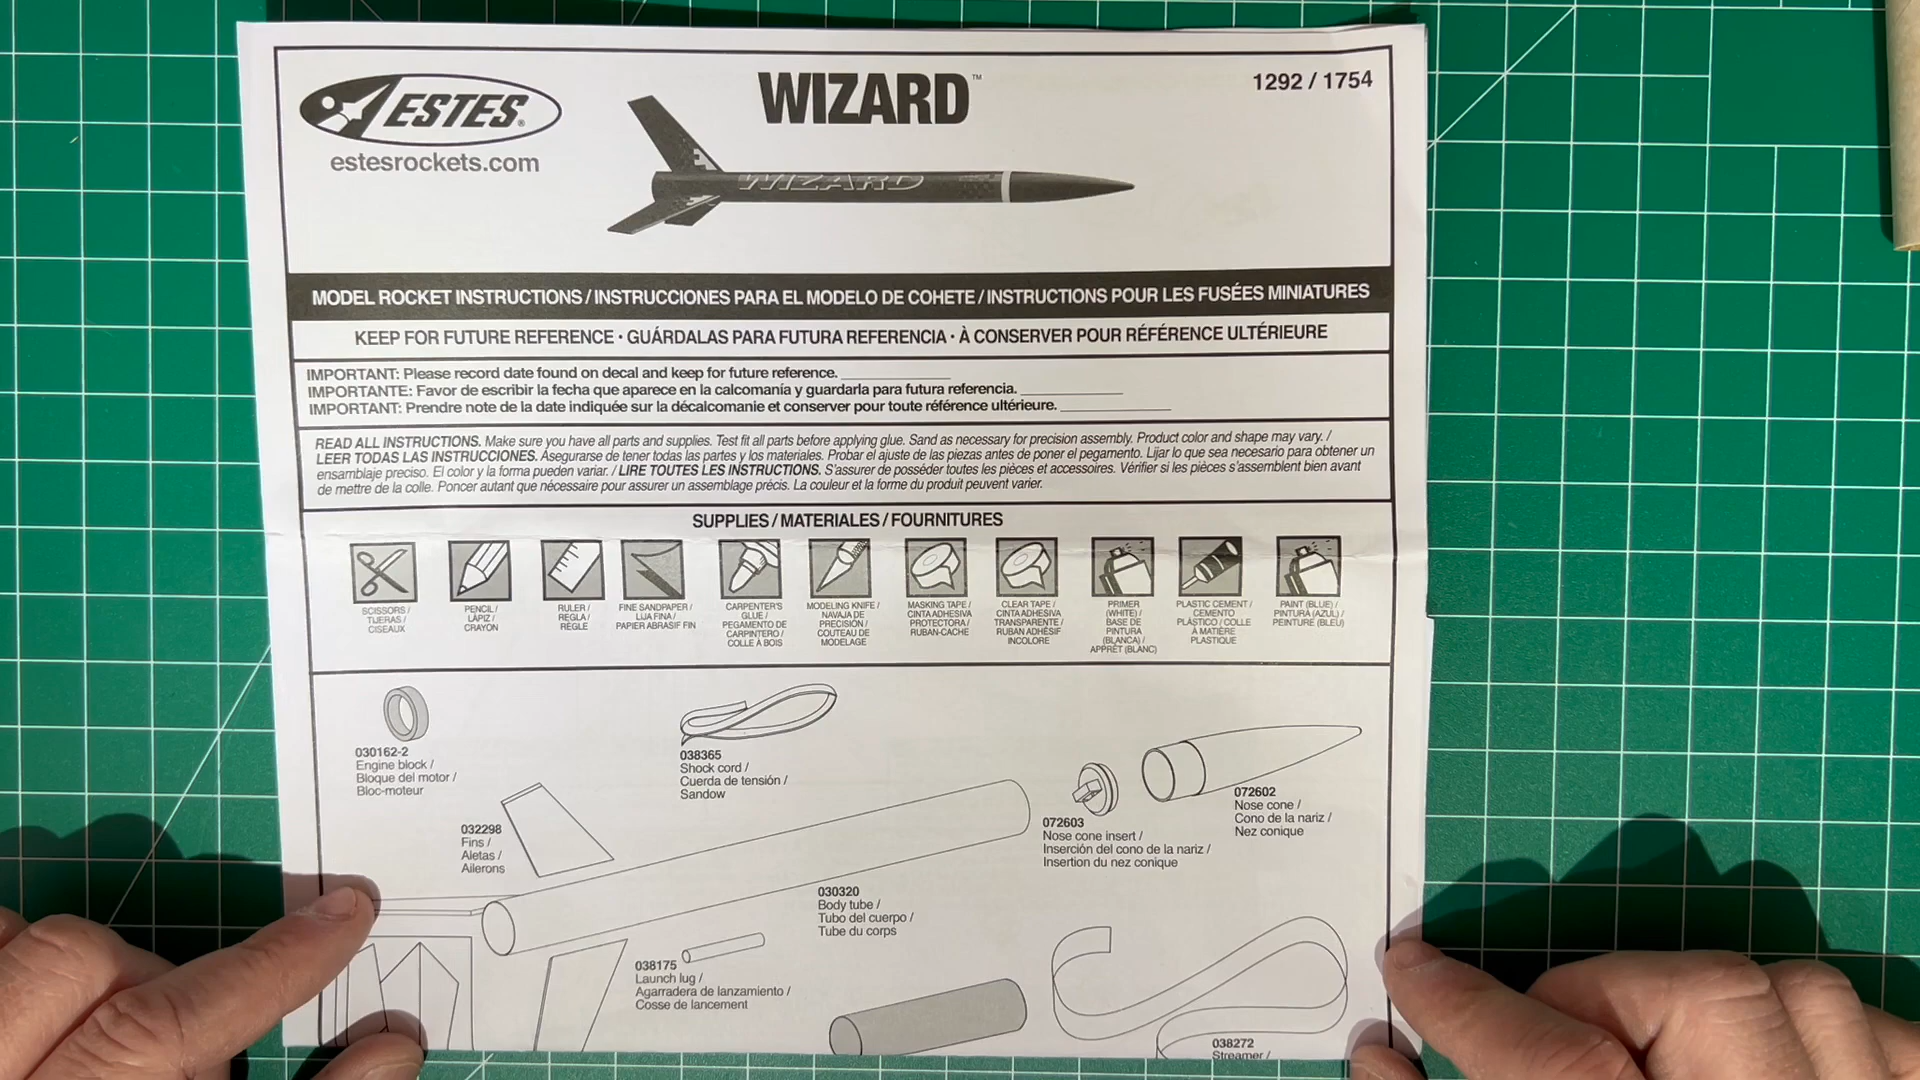 ESTES®
estesrockets.com
WIZARD™
1292 / 1754
WIZARD
MODEL ROCKET INSTRUCTIONS / INSTRUCCIONES PARA EL MODELO DE COHETE / INSTRUCTIONS POUR LES FUSÉES MINIATURES
KEEP FOR FUTURE REFERENCE • GUÁRDALAS PARA FUTURA REFERENCIA • À CONSERVER POUR RÉFÉRENCE ULTÉRIEURE
IMPORTANT: Please record date found on decal and keep for future reference. ____________
IMPORTANTE: Favor de escribir la fecha que aparece en la calcomanía y guardarla para futura referencia. ____________
IMPORTANT: Prendre note de la date indiquée sur la décalcomanie et conserver pour toute référence ultérieure. ____________
READ ALL INSTRUCTIONS. Make sure you have all parts and supplies. Test fit all parts before applying glue. Sand as necessary for precision assembly. Product color and shape may vary. /
LEER TODAS LAS INSTRUCCIONES. Asegurarse de tener todas las partes y los materiales. Probar el ajuste de las piezas antes de poner el pegamento. Lijar lo que sea necesario para obtener un
ensamblaje preciso. El color y la forma pueden variar. / LIRE TOUTES LES INSTRUCTIONS. S'assurer de posséder toutes les pièces et accessoires. Vérifier si les pièces s'assemblent bien avant
de mettre de la colle. Poncer autant que nécessaire pour assurer un assemblage précis. La couleur et la forme du produit peuvent varier.
SUPPLIES / MATERIALES / FOURNITURES
SCISSORS /
TIJERAS /
CISEAUX
PENCIL /
LÁPIZ /
CRAYON
RULER /
REGLA /
RÈGLE
FINE SANDPAPER /
LIJA FINA /
PAPIER ABRASIF FIN
CARPENTER'S
GLUE /
PEGAMENTO DE
CARPINTERO /
COLLE À BOIS
MODELING KNIFE /
NAVAJA DE
PRECISIÓN /
COUTEAU DE
MODELAGE
MASKING TAPE /
CINTA ADHESIVA
PROTECTORA /
RUBAN-CACHE
CLEAR TAPE /
CINTA ADHESIVA
TRANSPARENTE /
RUBAN ADHÉSIF
INCOLORE
PRIMER
(WHITE) /
BASE DE
PINTURA
(BLANCA) /
APPRÊT (BLANC)
PLASTIC CEMENT /
CEMENTO
PLÁSTICO / COLLE
À MATIÈRE
PLASTIQUE
PAINT (BLUE) /
PINTURA (AZUL) /
PEINTURE (BLEU)
030162-2
Engine block /
Bloque del motor /
Bloc-moteur
038365
Shock cord /
Cuerda de tensión /
Sandow
072602
Nose cone /
Cono de la nariz /
Nez conique
072603
Nose cone insert /
Inserción del cono de la nariz /
Insertion du nez conique
032298
Fins /
Aletas /
Ailerons
030320
Body tube /
Tubo del cuerpo /
Tube du corps
038175
Launch lug /
Agarradera de lanzamiento /
Cosse de lancement
038272
Streamer /